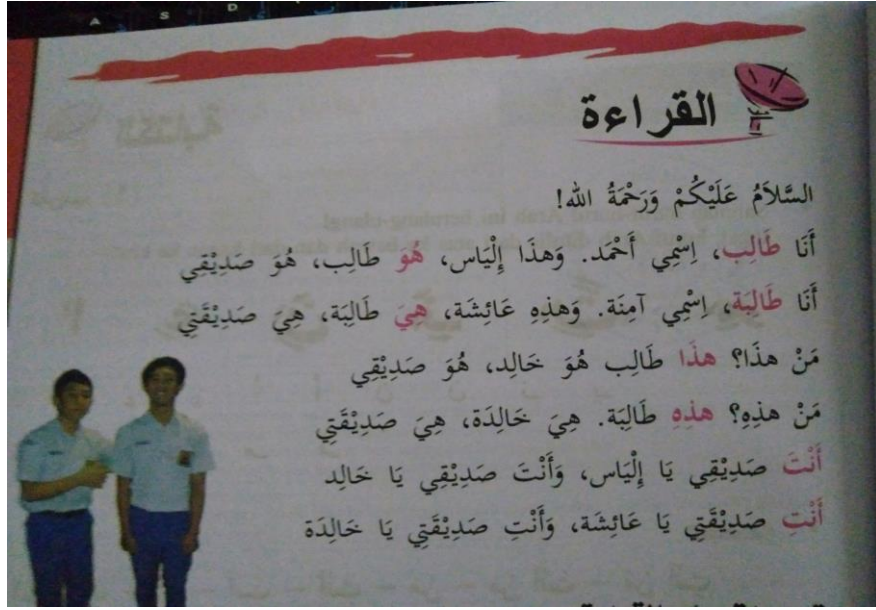 A S D
القراءة
السَّلاَمُ عَلَيْكُمْ وَرَحْمَةُ الله!
أَنَا طَالِب، اِسْمِي أَحْمَد. وَهذَا إِلْيَاس، هُوَ طَالِب، هُوَ صَدِيْقِي
أَنَا طَالِبَة، اِسْمِي آمِنَة. وَهذِهِ عَائِشَة، هِيَ طَالِبَة، هِيَ صَدِيْقَتِي
مَنْ هذَا؟ هذَا طَالِب هُوَ خَالِد، هُوَ صَدِيْقِي
مَنْ هذِهِ؟ هذِهِ طَالِبَة. هِيَ خَالِدَة، هِيَ صَدِيْقَتِي
أَنْتَ صَدِيْقِي يَا إِلْيَاس، وَأَنْتَ صَدِيْقِي يَا خَالِد
أَنْتِ صَدِيْقَتِي يَا عَائِشَة، وَأَنْتِ صَدِيْقَتِي يَا خَالِدَة